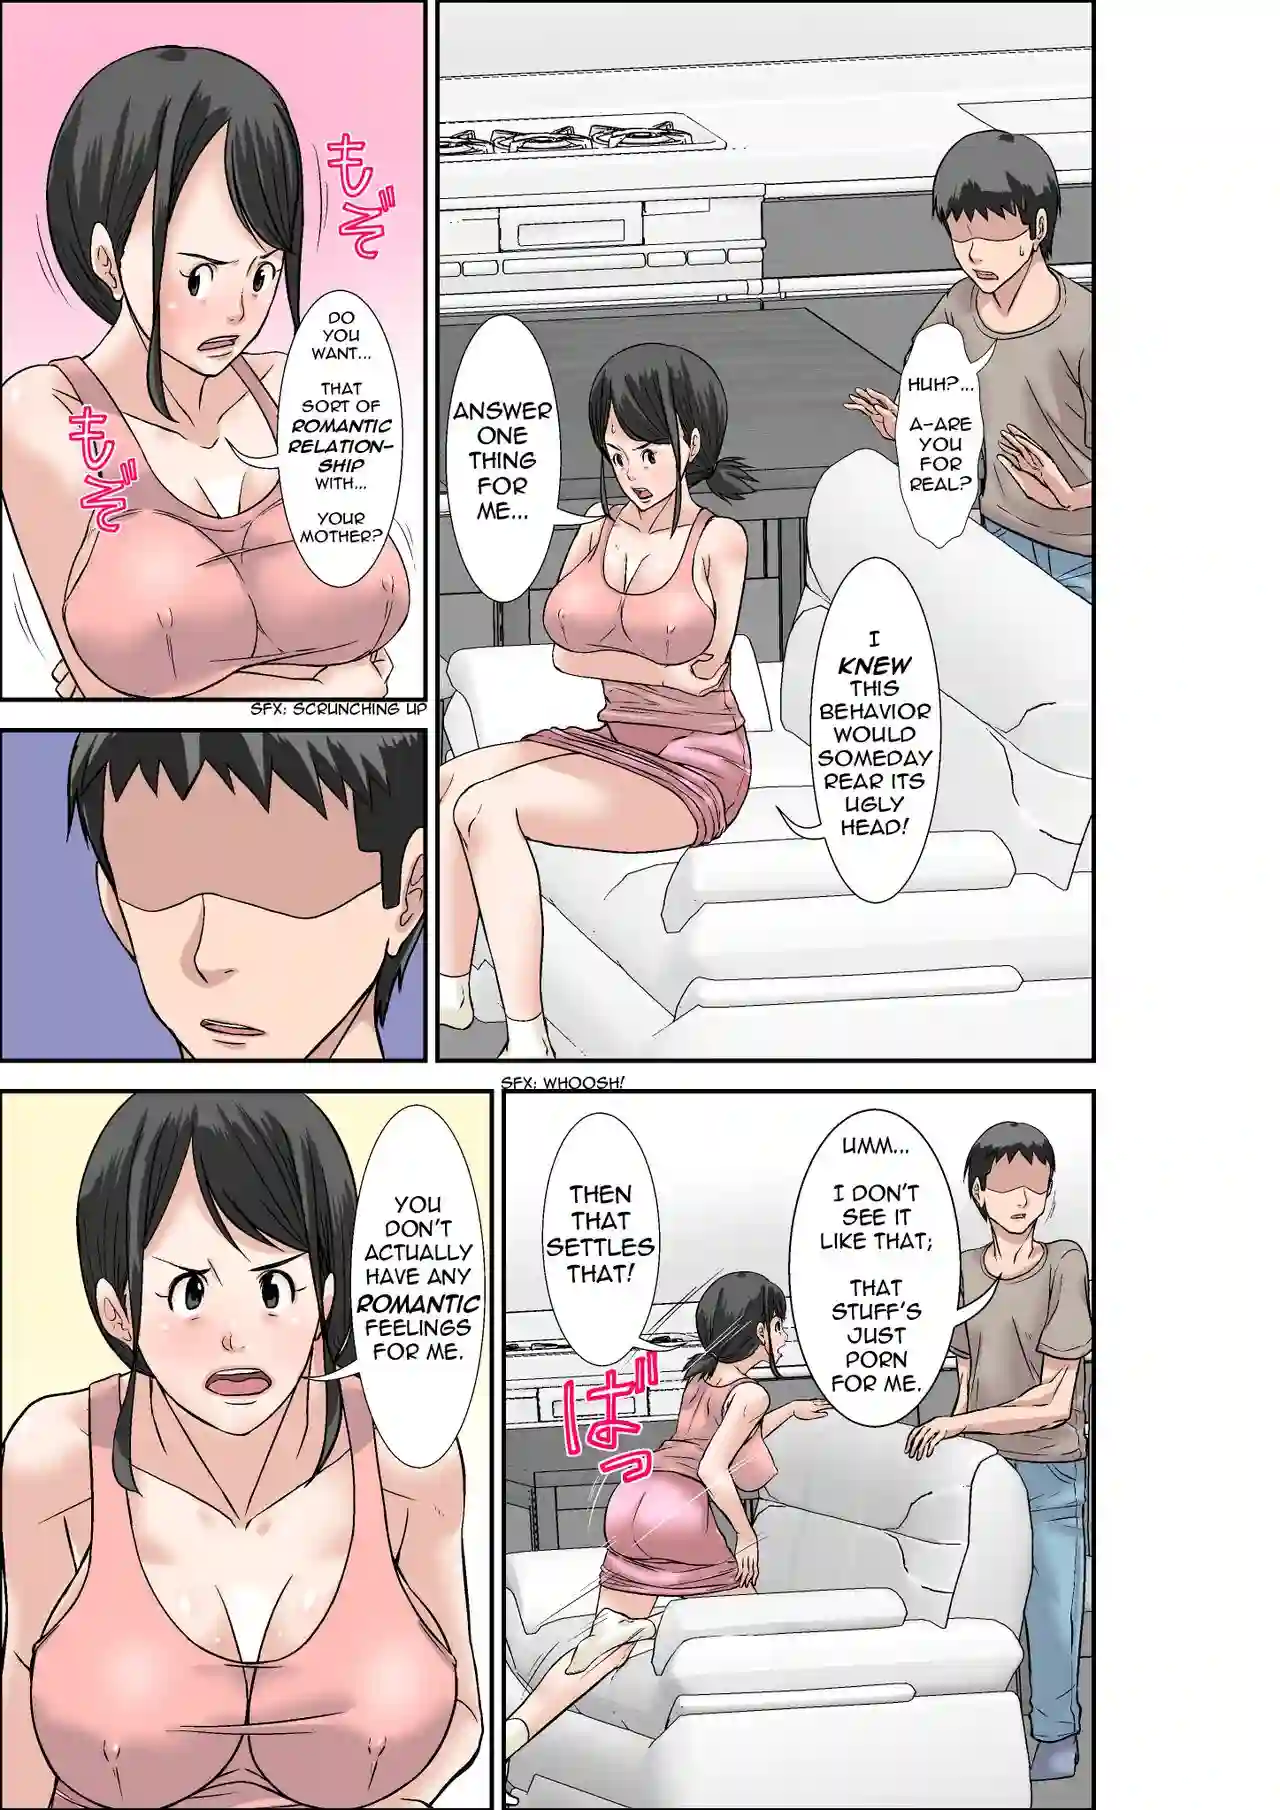 HUH?...
A-ARE
YOU
FOR
REAL?
I
KNEW
THIS
BEHAVIOR
WOULD
SOMEDAY
REAR ITS
UGLY
HEAD!
ANSWER
ONE
THING
FOR
ME...
もぞ
DO
YOU
WANT...
THAT
SORT OF
ROMANTIC
RELATION-
SHIP
WITH...
YOUR
MOTHER?
もぞ
SFX: SCRUNCHING UP
SFX: WHOOSH!
UMM...
I DON'T
SEE IT
LIKE THAT;
THAT
STUFF'S
JUST
PORN
FOR ME.
THEN
THAT
SETTLES
THAT!
ばっ
YOU
DON'T
ACTUALLY
HAVE ANY
ROMANTIC
FEELINGS
FOR ME.